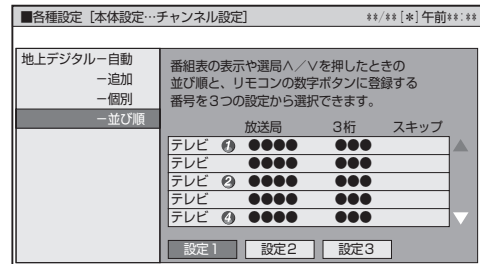 ■各種設定［本体設定…チャンネル設定］ **/**[*]午前**:**
地上デジタル－自動
－追加
－個別
－並び順
番組表の表示や選局∧／∨を押したときの
並び順と、リモコンの数字ボタンに登録する
番号を3つの設定から選択できます。
放送局 3桁 スキップ
テレビ 1 ●●●● ●●●
テレビ ●●●● ●●●
テレビ 2 ●●●● ●●●
テレビ ●●●● ●●●
テレビ 4 ●●●● ●●●
設定1 設定2 設定3